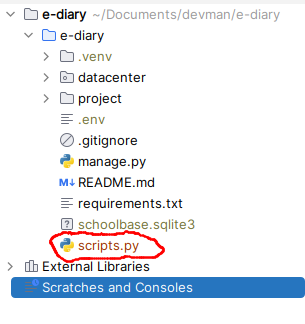 e-diary ~/Documents/devman/e-diary
e-diary
.venv
datacenter
project
.env
.gitignore
manage.py
README.md
requirements.txt
schoolbase.sqlite3
scripts.py
External Libraries
Scratches and Consoles